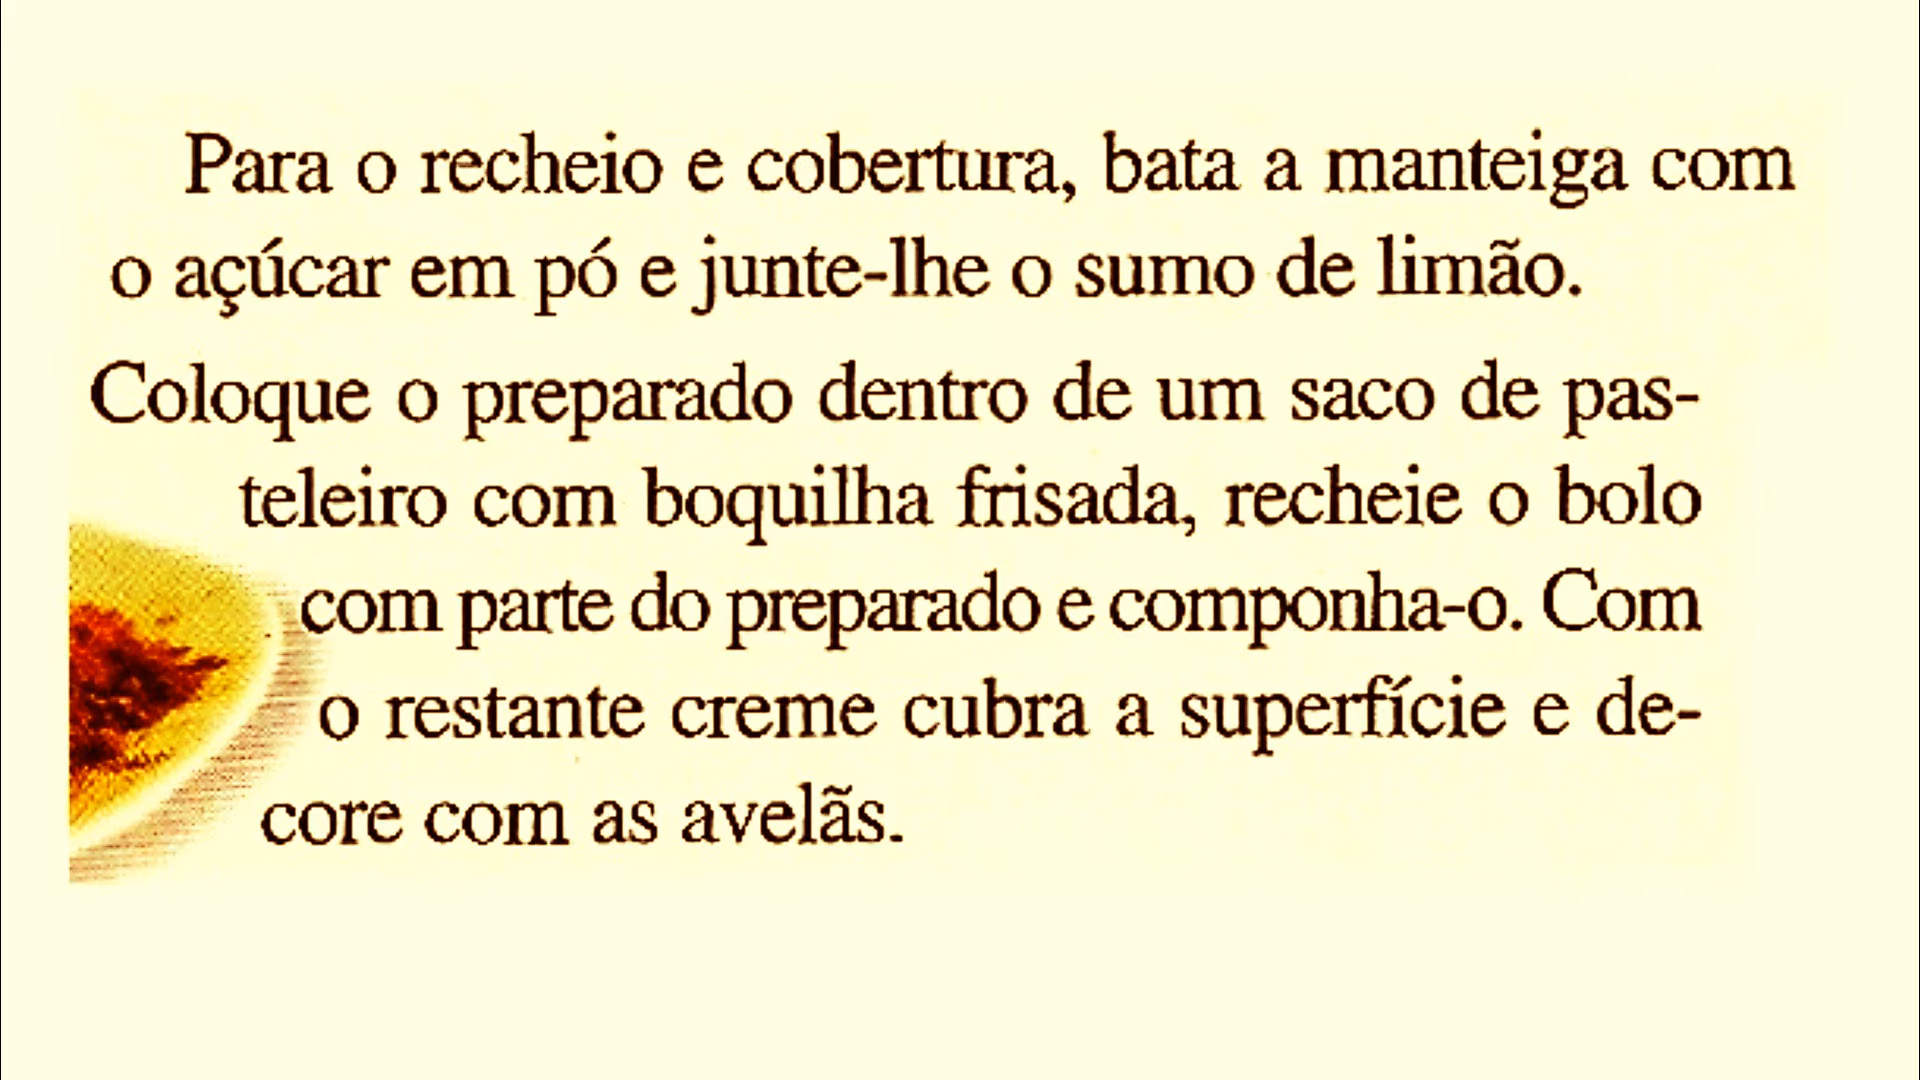 Para o recheio e cobertura, bata a manteiga com
o açúcar em pó e junte-lhe o sumo de limão.
Coloque o preparado dentro de um saco de pas-
teleiro com boquilha frisada, recheie o bolo
com parte do preparado e componha-o. Com
o restante creme cubra a superfície e de-
core com as avelãs.